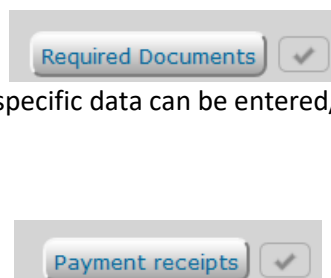 Required Documents
specific data can be entered,
Payment receipts